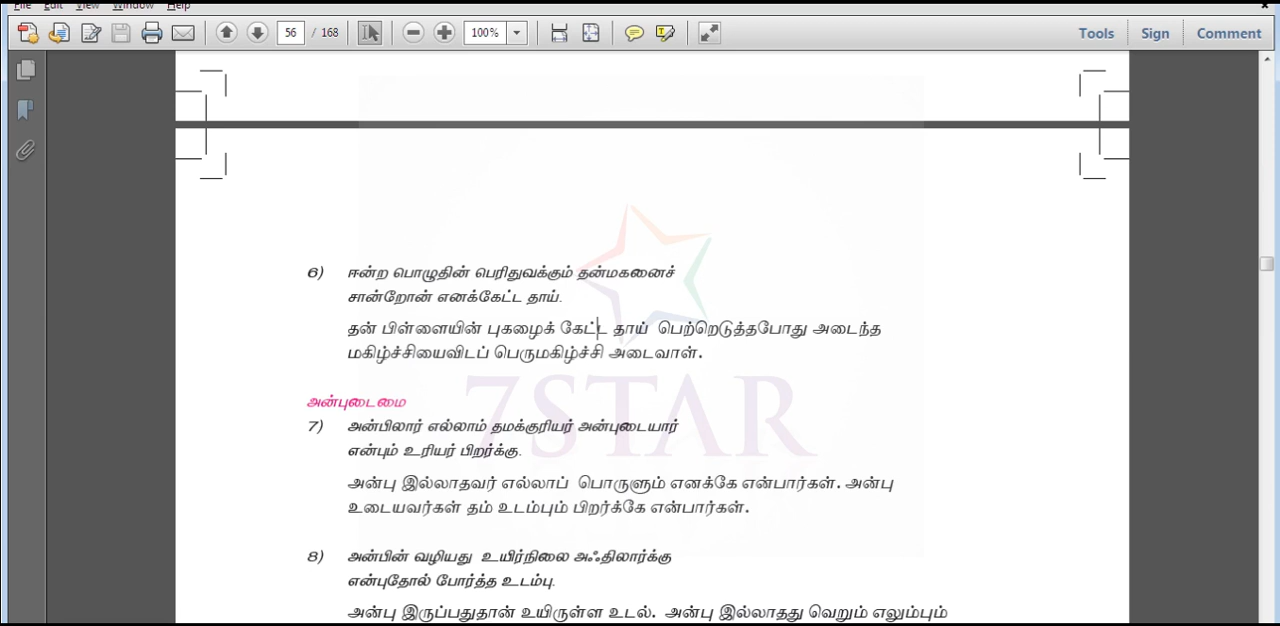 File Edit View Window Help
56 / 168 100% Tools Sign Comment
6) ஈன்ற பொழுதின் பெரிதுவக்கும் தன்மகனைச்
சான்றோன் எனக்கேட்ட தாய்.
தன் பிள்ளையின் புகழைக் கேட்ட தாய் பெற்றெடுத்தபோது அடைந்த
மகிழ்ச்சியைவிடப் பெருமகிழ்ச்சி அடைவாள்.
7STAR
அன்புடைமை
7) அன்பிலார் எல்லாம் தமக்குரியர் அன்புடையார்
என்பும் உரியர் பிறர்க்கு.
அன்பு இல்லாதவர் எல்லாப் பொருளும் எனக்கே என்பார்கள். அன்பு
உடையவர்கள் தம் உடம்பும் பிறர்க்கே என்பார்கள்.
8) அன்பின் வழியது உயிர்நிலை அஃதிலார்க்கு
என்புதோல் போர்த்த உடம்பு.
அன்பு இருப்பதுதான் உயிருள்ள உடல். அன்பு இல்லாதது வெறும் எலும்பும்